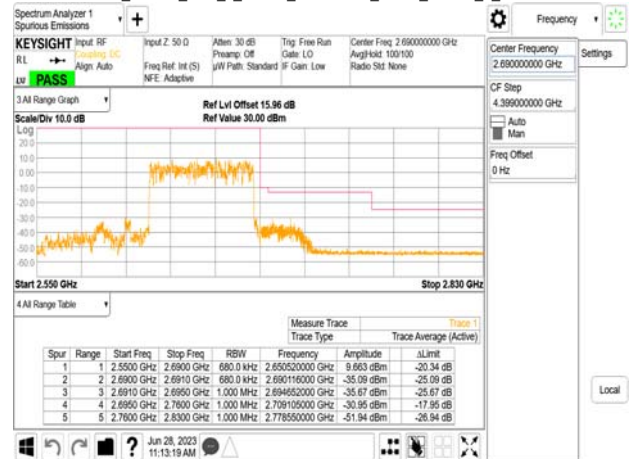 Spectrum Analyzer 1
Spurious Emissions
Frequency
KEYSIGHT Input: RF Input Z: 50 Ω Atten: 30 dB Trig: Free Run Center Freq: 2.690000000 GHz
RL Coupling: DC Preamp: Off Gate: LO Avg|Hold: 100/100
Align: Auto Freq Ref: Int (S) µW Path: Standard IF Gain: Low Radio Std: None
LU PASS NFE: Adaptive
Center Frequency
2.690000000 GHz
Settings
CF Step
4.399000000 GHz
Auto
Man
Freq Offset
0 Hz
3 All Range Graph
Ref Lvl Offset 15.96 dB
Scale/Div 10.0 dB Ref Value 30.00 dBm
Log
20.0
10.0
0.00
-10.0
-20.0
-30.0
-40.0
-50.0
-60.0
Start 2.550 GHz Stop 2.830 GHz
4 All Range Table
Measure Trace Trace 1
Trace Type Trace Average (Active)
Spur Range Start Freq Stop Freq RBW Frequency Amplitude ΔLimit
1 1 2.5500 GHz 2.6900 GHz 680.0 kHz 2.650520000 GHz 9.663 dBm -20.34 dB
2 2 2.6900 GHz 2.6910 GHz 680.0 kHz 2.690116000 GHz -35.09 dBm -25.09 dB
3 3 2.6910 GHz 2.6950 GHz 1.000 MHz 2.694652000 GHz -35.67 dBm -25.67 dB
4 4 2.6950 GHz 2.7600 GHz 1.000 MHz 2.709105000 GHz -30.95 dBm -17.95 dB
5 5 2.7600 GHz 2.8300 GHz 1.000 MHz 2.778550000 GHz -51.94 dBm -26.94 dB
Local
? Jun 28, 2023
11:13:19 AM